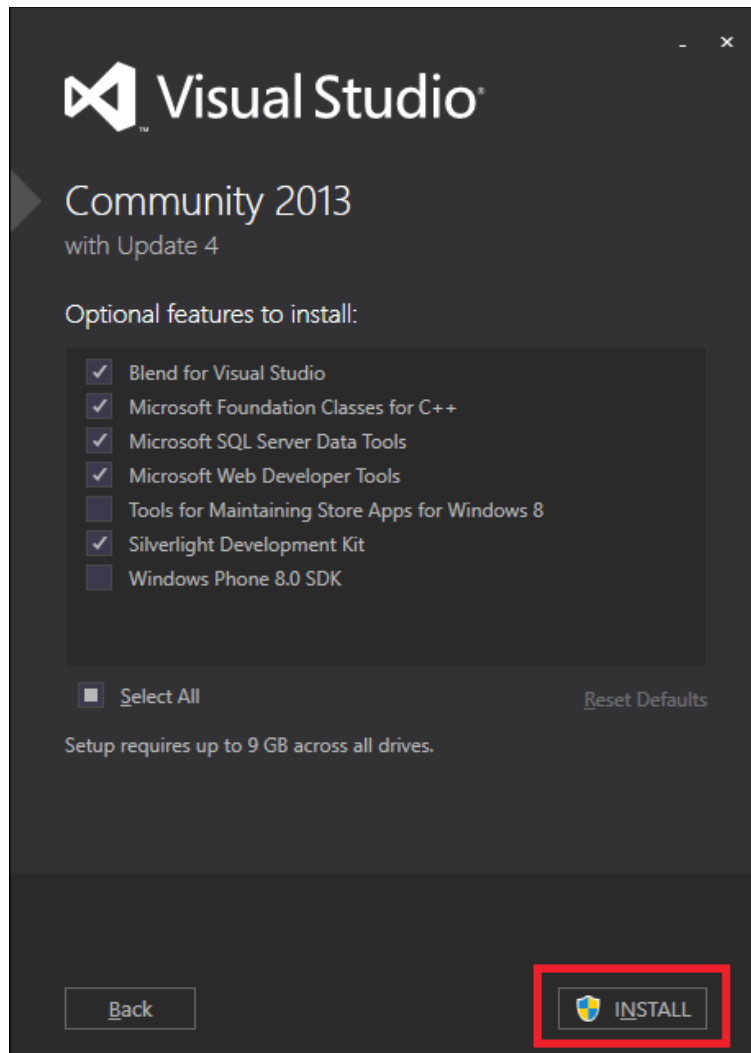 Visual Studio®
™
Community 2013
with Update 4
Optional features to install:
Blend for Visual Studio
Microsoft Foundation Classes for C++
Microsoft SQL Server Data Tools
Microsoft Web Developer Tools
Tools for Maintaining Store Apps for Windows 8
Silverlight Development Kit
Windows Phone 8.0 SDK
Select All
Reset Defaults
Setup requires up to 9 GB across all drives.
Back
INSTALL